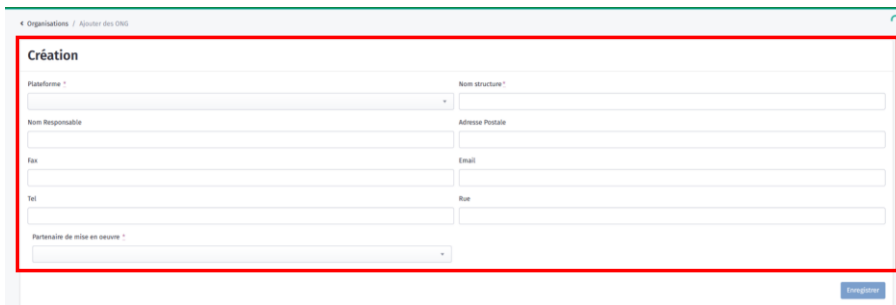 Organisations / Ajouter des ONG
Création
Plateforme *
Nom structure *
Nom Responsable
Adresse Postale
Fax
Email
Tel
Rue
Partenaire de mise en oeuvre *
Enregistrer